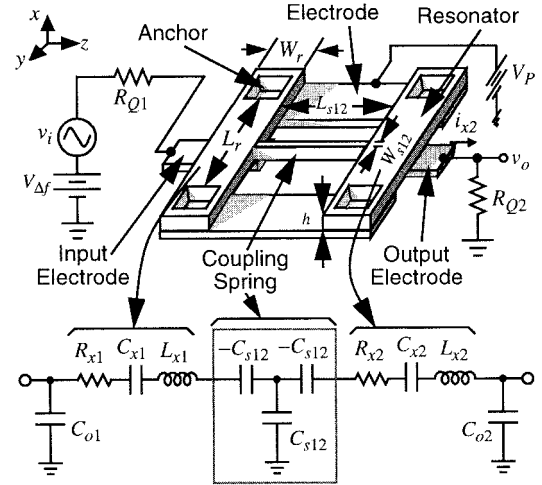 Electrode
Resonator
x
y
z
Anchor
W_r
R_Q1
L_s12
V_P
v_i
L_r
W_s12
i_x2
v_o
V_Δf
R_Q2
h
Input
Electrode
Coupling
Spring
Output
Electrode
R_x1
C_x1
L_x1
-C_s12
-C_s12
R_x2
C_x2
L_x2
C_o1
C_s12
C_o2